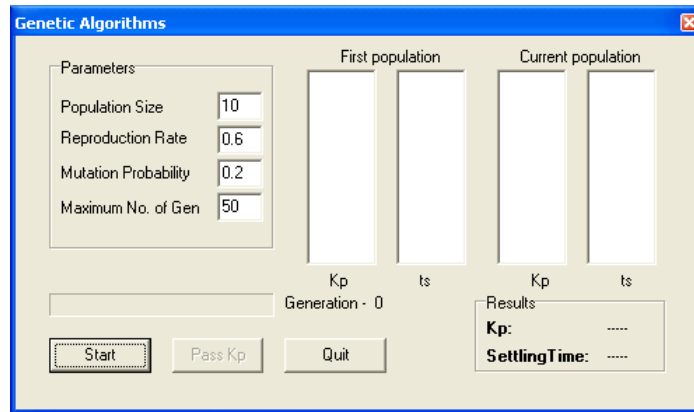 Genetic Algorithms
Parameters
Population Size 10
Reproduction Rate 0.6
Mutation Probability 0.2
Maximum No. of Gen 50
First population
Current population
Kp ts
Kp ts
Generation - 0
Results
Kp: -----
SettlingTime: -----
Start
Pass Kp
Quit